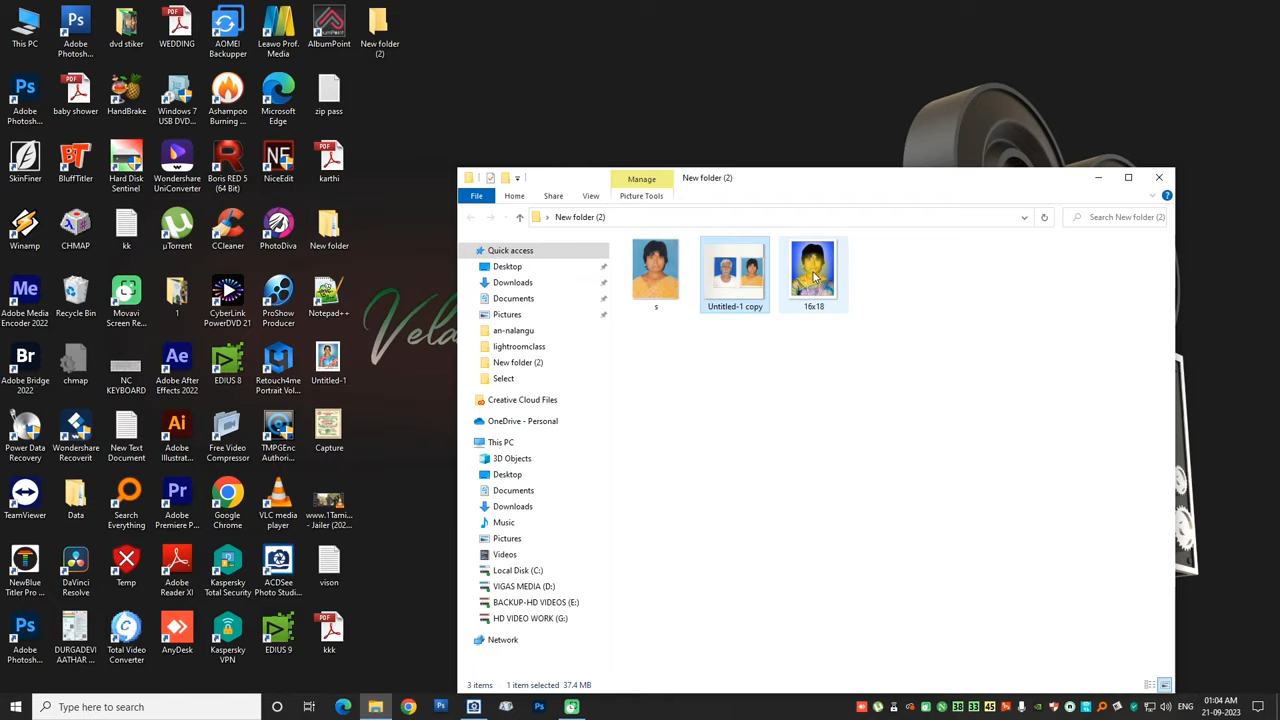 This PC
Adobe Photosh...
dvd stiker
WEDDING
AOMEI Backupper
Leawo Prof. Media
AlbumPoint
New folder (2)
Adobe Photosh...
baby shower
HandBrake
Windows 7 USB DVD...
Ashampoo Burning ...
Microsoft Edge
zip pass
SkinFiner
BluffTitler
Hard Disk Sentinel
Wondershare UniConverter
Boris RED 5 (64 Bit)
NiceEdit
karthi
Winamp
CHMAP
kk
µTorrent
CCleaner
PhotoDiva
New folder
Adobe Media Encoder 2022
Recycle Bin
Movavi Screen Re...
1
CyberLink PowerDVD 21
ProShow Producer
Notepad++
Adobe Bridge 2022
chmap
NC KEYBOARD
Adobe After Effects 2022
EDIUS 8
Retouch4me Portrait Vol...
Untitled-1
Power Data Recovery
Wondershare Recoverit
New Text Document
Adobe Illustrat...
Free Video Compressor
TMPGEnc Authori...
Capture
TeamViewer
Data
Search Everything
Adobe Premiere P...
Google Chrome
VLC media player
www.1Tami... - Jailer (202...
NewBlue Titler Pro ...
DaVinci Resolve
Temp
Adobe Reader XI
Kaspersky Total Security
ACDSee Photo Studi...
vison
Adobe Photosh...
DURGADEVI AATHAR ...
Total Video Converter
AnyDesk
Kaspersky VPN
EDIUS 9
kkk
Manage
New folder (2)
File
Home
Share
View
Picture Tools
New folder (2)
Search New folder (2)
Quick access
Desktop
Downloads
Documents
Pictures
an-nalangu
lightroomclass
New folder (2)
Select
Creative Cloud Files
OneDrive - Personal
This PC
3D Objects
Desktop
Documents
Downloads
Music
Pictures
Videos
Local Disk (C:)
VIGAS MEDIA (D:)
BACKUP-HD VIDEOS (E:)
HD VIDEO WORK (G:)
Network
s
Untitled-1 copy
16x18
3 items
1 item selected 37.4 MB
Type here to search
38
33
45
ENG
01:04 AM
21-09-2023